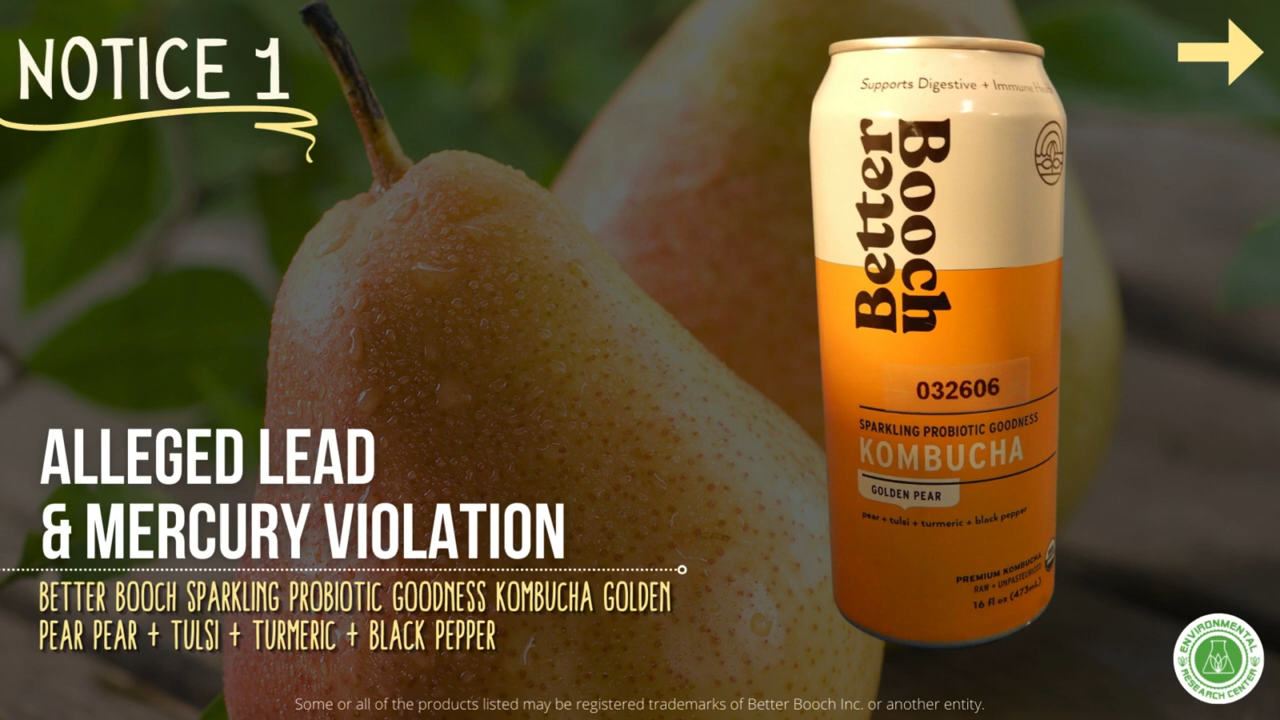 NOTICE 1
Supports Digestive + Immune Health
Better
Booch
032606
SPARKLING PROBIOTIC GOODNESS
KOMBUCHA
GOLDEN PEAR
pear + tulsi + turmeric + black pepper
PREMIUM KOMBUCHA
RAW + UNPASTEURIZED
16 fl oz (473mL)
ALLEGED LEAD
& MERCURY VIOLATION
BETTER BOOCH SPARKLING PROBIOTIC GOODNESS KOMBUCHA GOLDEN
PEAR PEAR + TULSI + TURMERIC + BLACK PEPPER
ENVIRONMENTAL
RESEARCH CENTER
Some or all of the products listed may be registered trademarks of Better Booch Inc. or another entity.